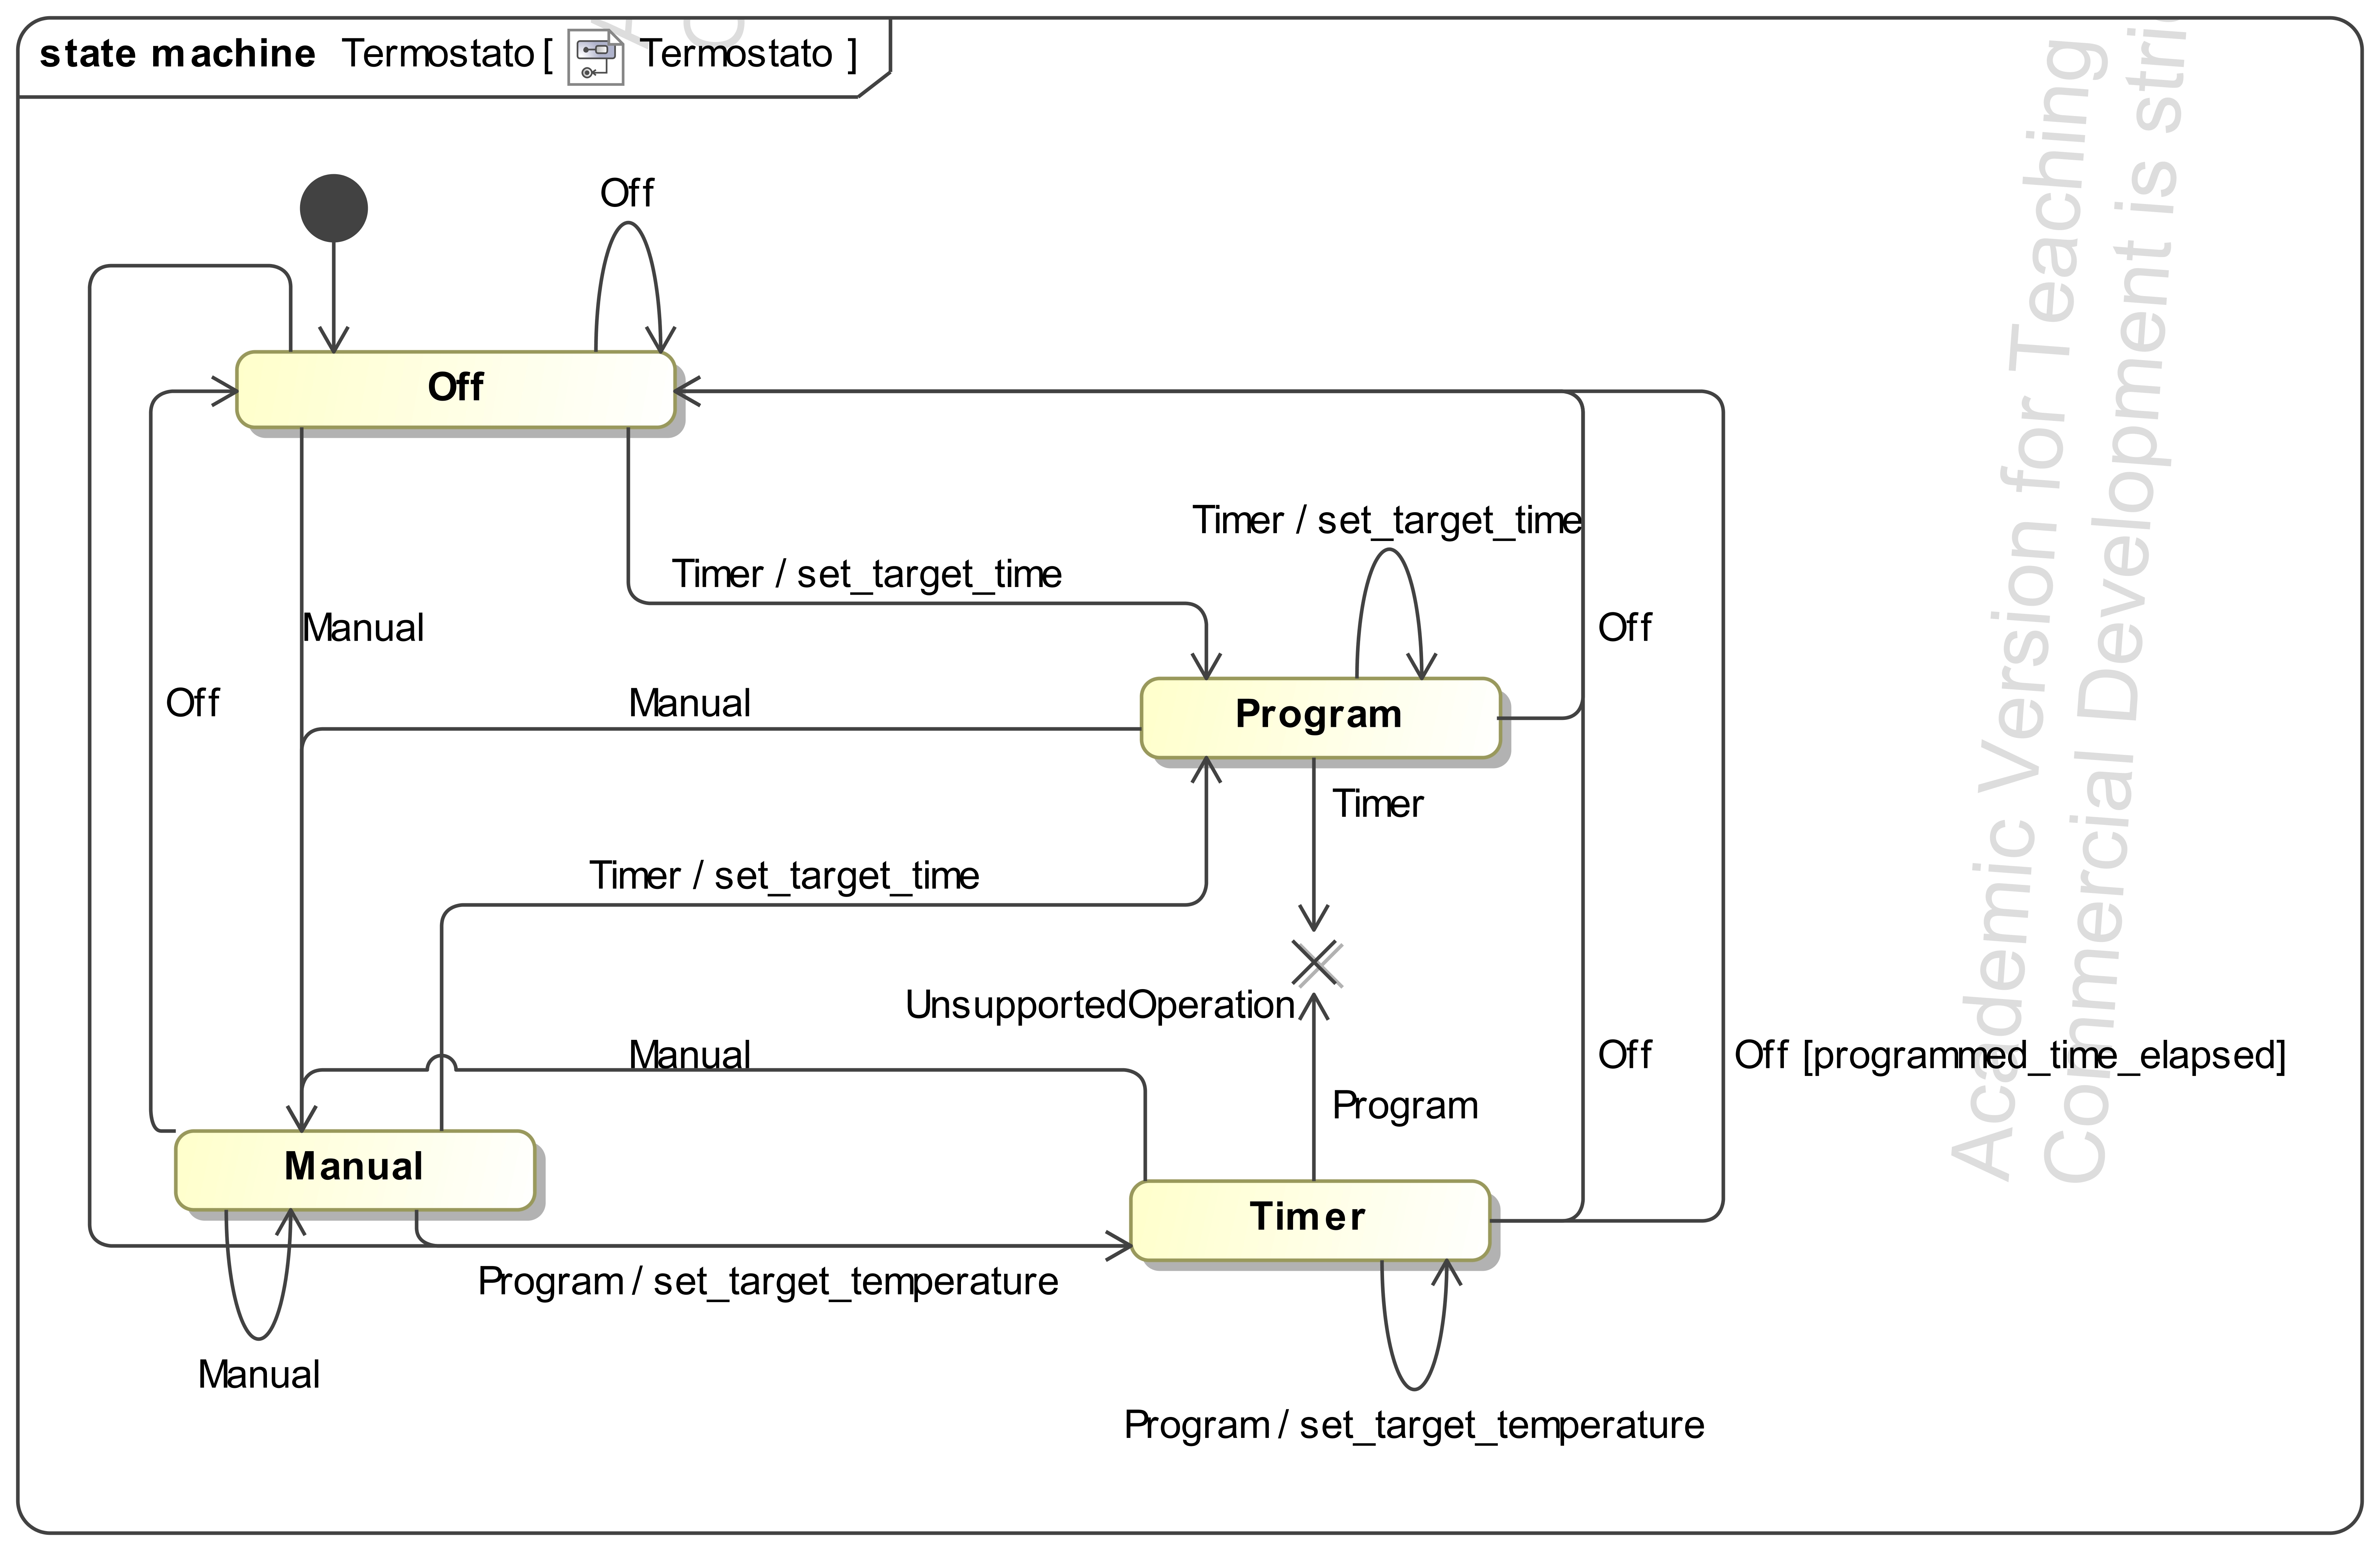 state machine Termostato [ Termostato ]
Off
Off
Timer / set_target_time
Timer / set_target_time
Manual
Off
Off
Manual
Program
Timer
Timer / set_target_time
UnsupportedOperation
Manual
Off
Off [programmed_time_elapsed]
Program
Manual
Timer
Program / set_target_temperature
Manual
Program / set_target_temperature
Academic Version for Teaching
Commercial Development is stri